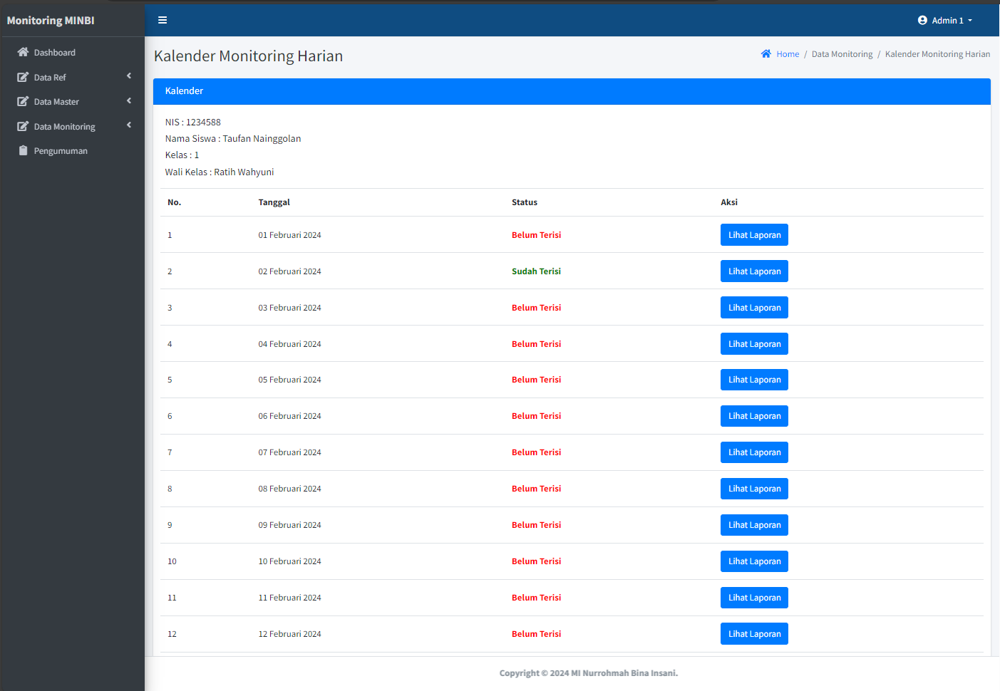 Monitoring MINBI
Admin 1
Dashboard
Data Ref
Data Master
Data Monitoring
Pengumuman
Kalender Monitoring Harian
Home / Data Monitoring / Kalender Monitoring Harian
Kalender
NIS : 1234588
Nama Siswa : Taufan Nainggolan
Kelas : 1
Wali Kelas : Ratih Wahyuni
No. Tanggal Status Aksi
1 01 Februari 2024 Belum Terisi Lihat Laporan
2 02 Februari 2024 Sudah Terisi Lihat Laporan
3 03 Februari 2024 Belum Terisi Lihat Laporan
4 04 Februari 2024 Belum Terisi Lihat Laporan
5 05 Februari 2024 Belum Terisi Lihat Laporan
6 06 Februari 2024 Belum Terisi Lihat Laporan
7 07 Februari 2024 Belum Terisi Lihat Laporan
8 08 Februari 2024 Belum Terisi Lihat Laporan
9 09 Februari 2024 Belum Terisi Lihat Laporan
10 10 Februari 2024 Belum Terisi Lihat Laporan
11 11 Februari 2024 Belum Terisi Lihat Laporan
12 12 Februari 2024 Belum Terisi Lihat Laporan
Copyright © 2024 MI Nurrohmah Bina Insani.